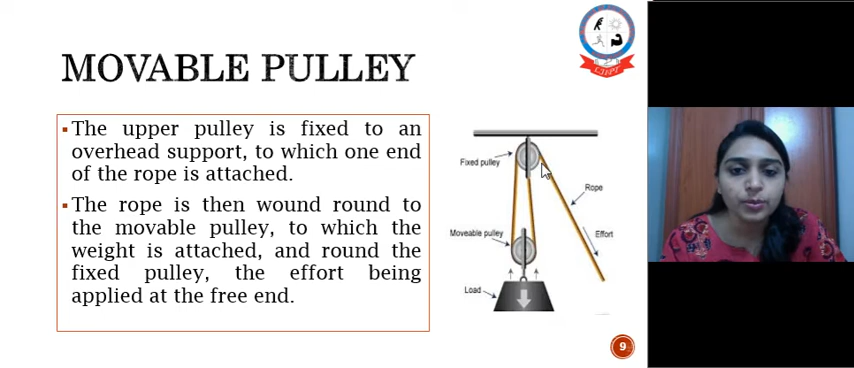 MOVABLE PULLEY
▪The upper pulley is fixed to an
overhead support, to which one end
of the rope is attached.
▪The rope is then wound round to
the movable pulley, to which the
weight is attached, and round the
fixed pulley, the effort being
applied at the free end.
Fixed pulley
Rope
Moveable pulley
Effort
Load
9